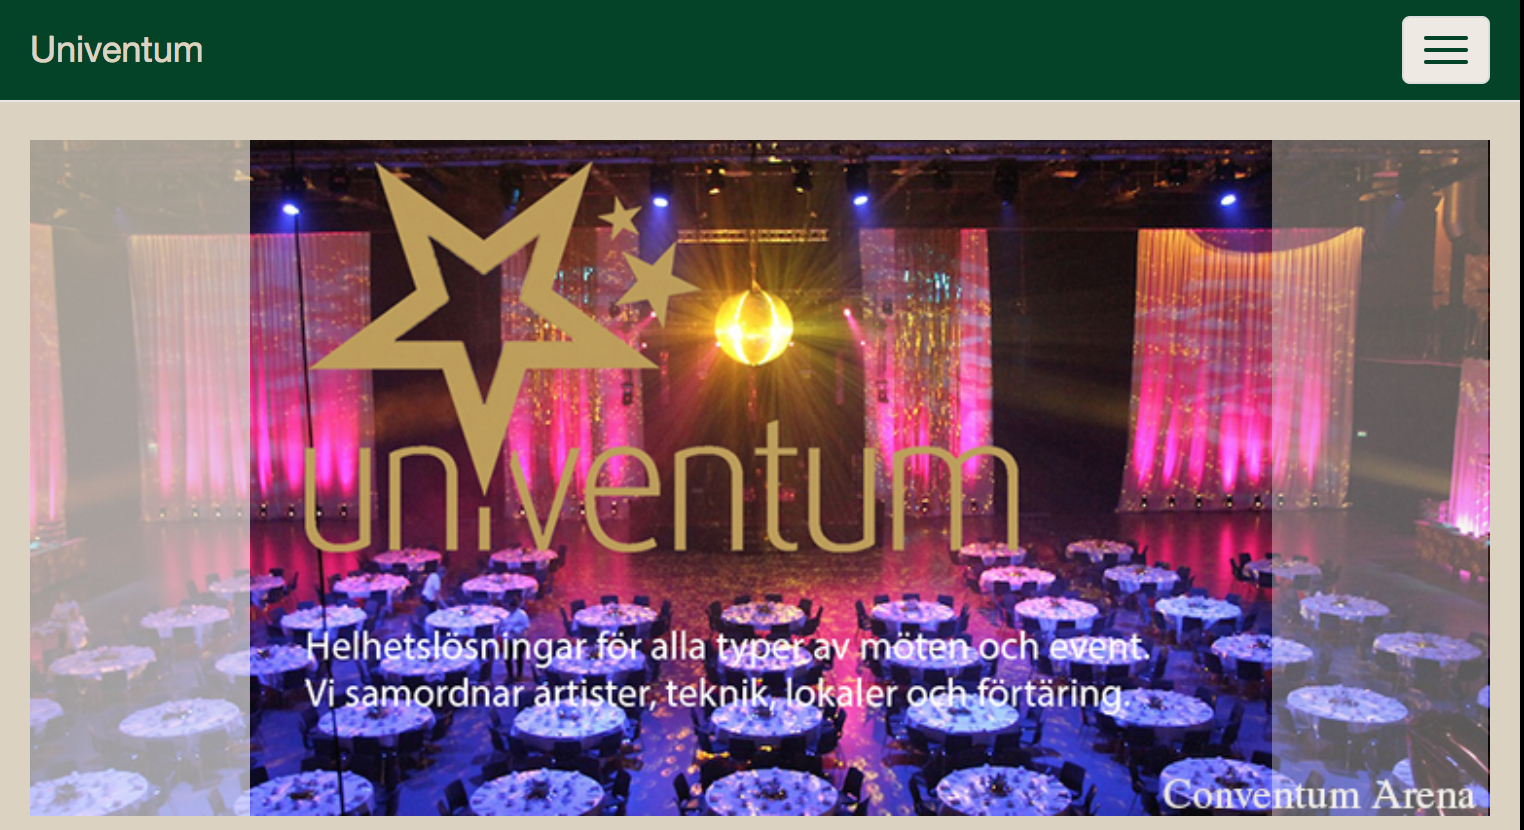 Univentum
univentum
Helhetslösningar för alla typer av möten och event.
Vi samordnar artister, teknik, lokaler och förtäring.
Conventum Arena